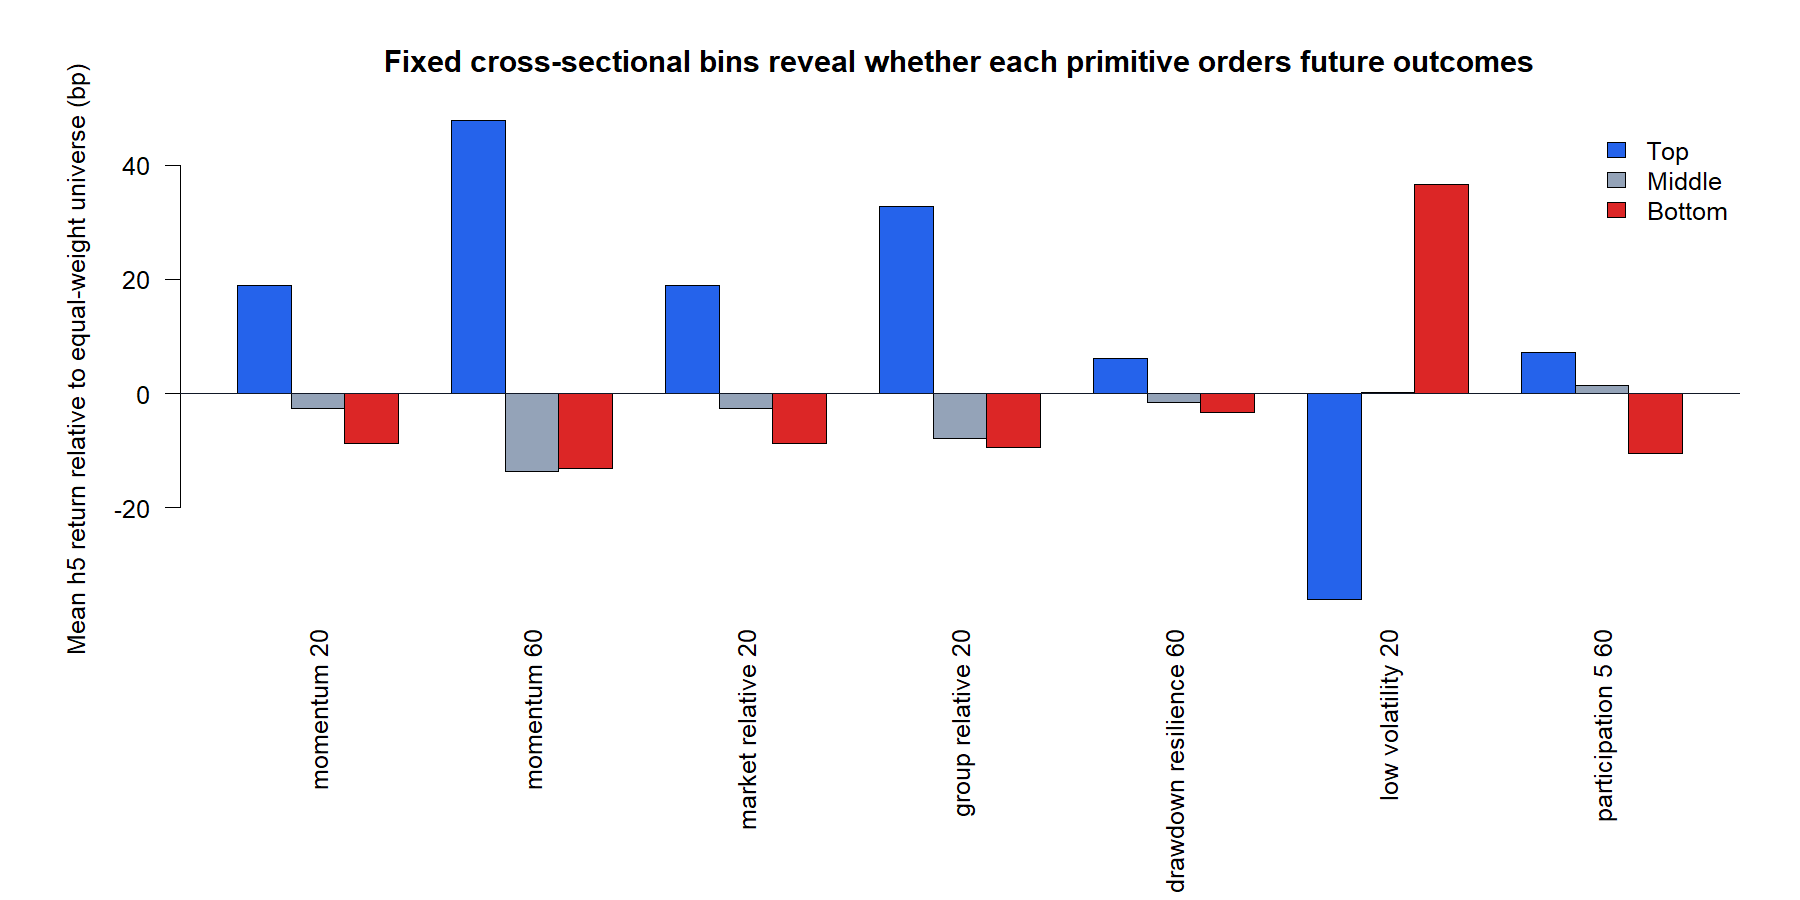 Fixed cross-sectional bins reveal whether each primitive orders future outcomes
Mean h5 return relative to equal-weight universe (bp)
40
20
0
-20
Top
Middle
Bottom
momentum 20
momentum 60
market relative 20
group relative 20
drawdown resilience 60
low volatility 20
participation 5 60